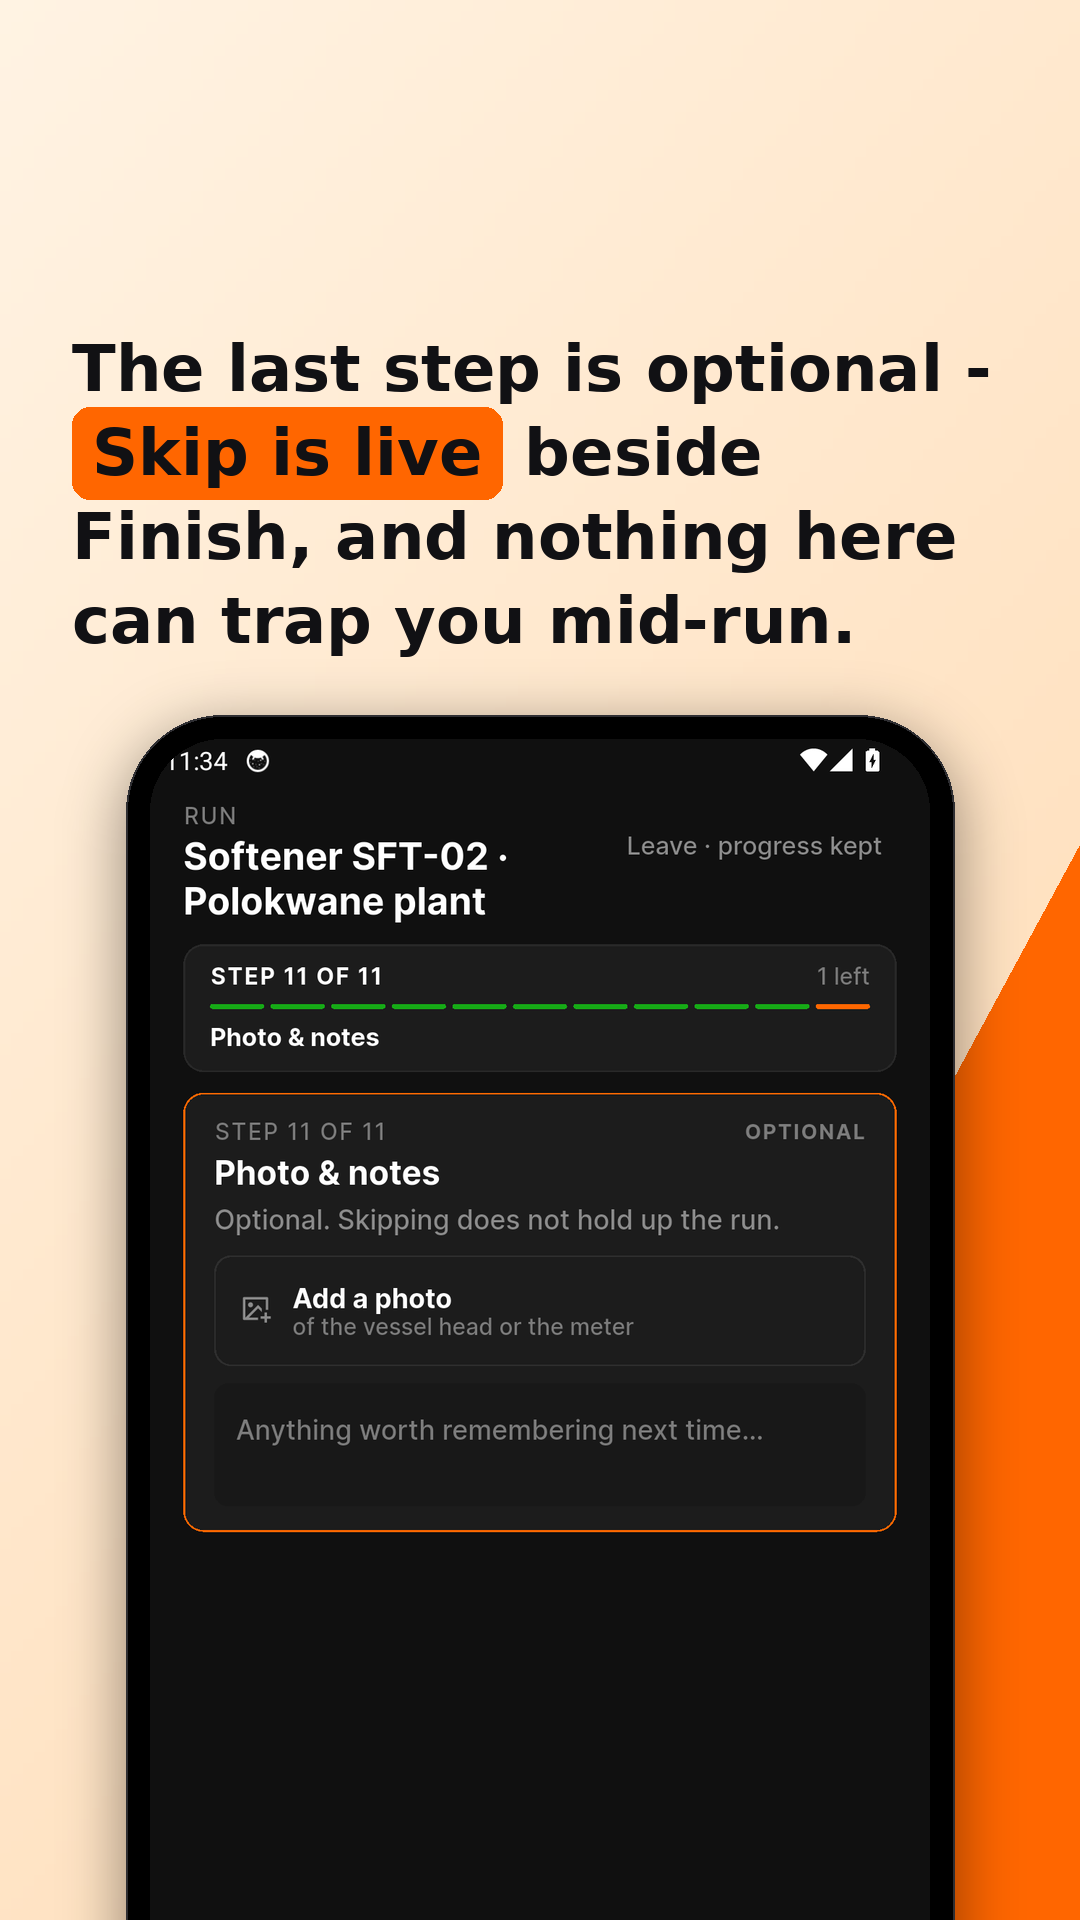 The last step is optional -
Skip is live beside
Finish, and nothing here
can trap you mid-run.
11:34
RUN
Softener SFT-02 ·
Polokwane plant
Leave · progress kept
STEP 11 OF 11
1 left
Photo & notes
STEP 11 OF 11
OPTIONAL
Photo & notes
Optional. Skipping does not hold up the run.
Add a photo
of the vessel head or the meter
Anything worth remembering next time...